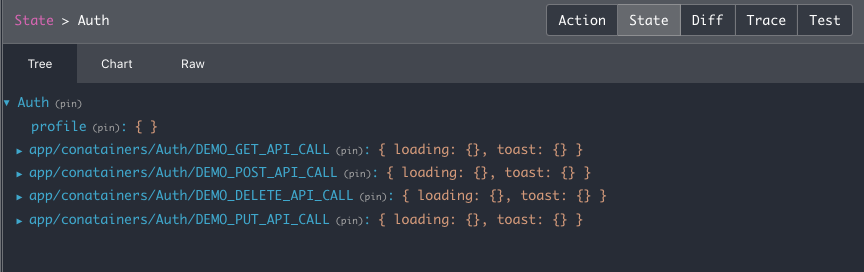 State > Auth
Action State Diff Trace Test
Tree Chart Raw
Auth (pin)
profile (pin): { }
app/conatainers/Auth/DEMO_GET_API_CALL (pin): { loading: {}, toast: {} }
app/conatainers/Auth/DEMO_POST_API_CALL (pin): { loading: {}, toast: {} }
app/conatainers/Auth/DEMO_DELETE_API_CALL (pin): { loading: {}, toast: {} }
app/conatainers/Auth/DEMO_PUT_API_CALL (pin): { loading: {}, toast: {} }